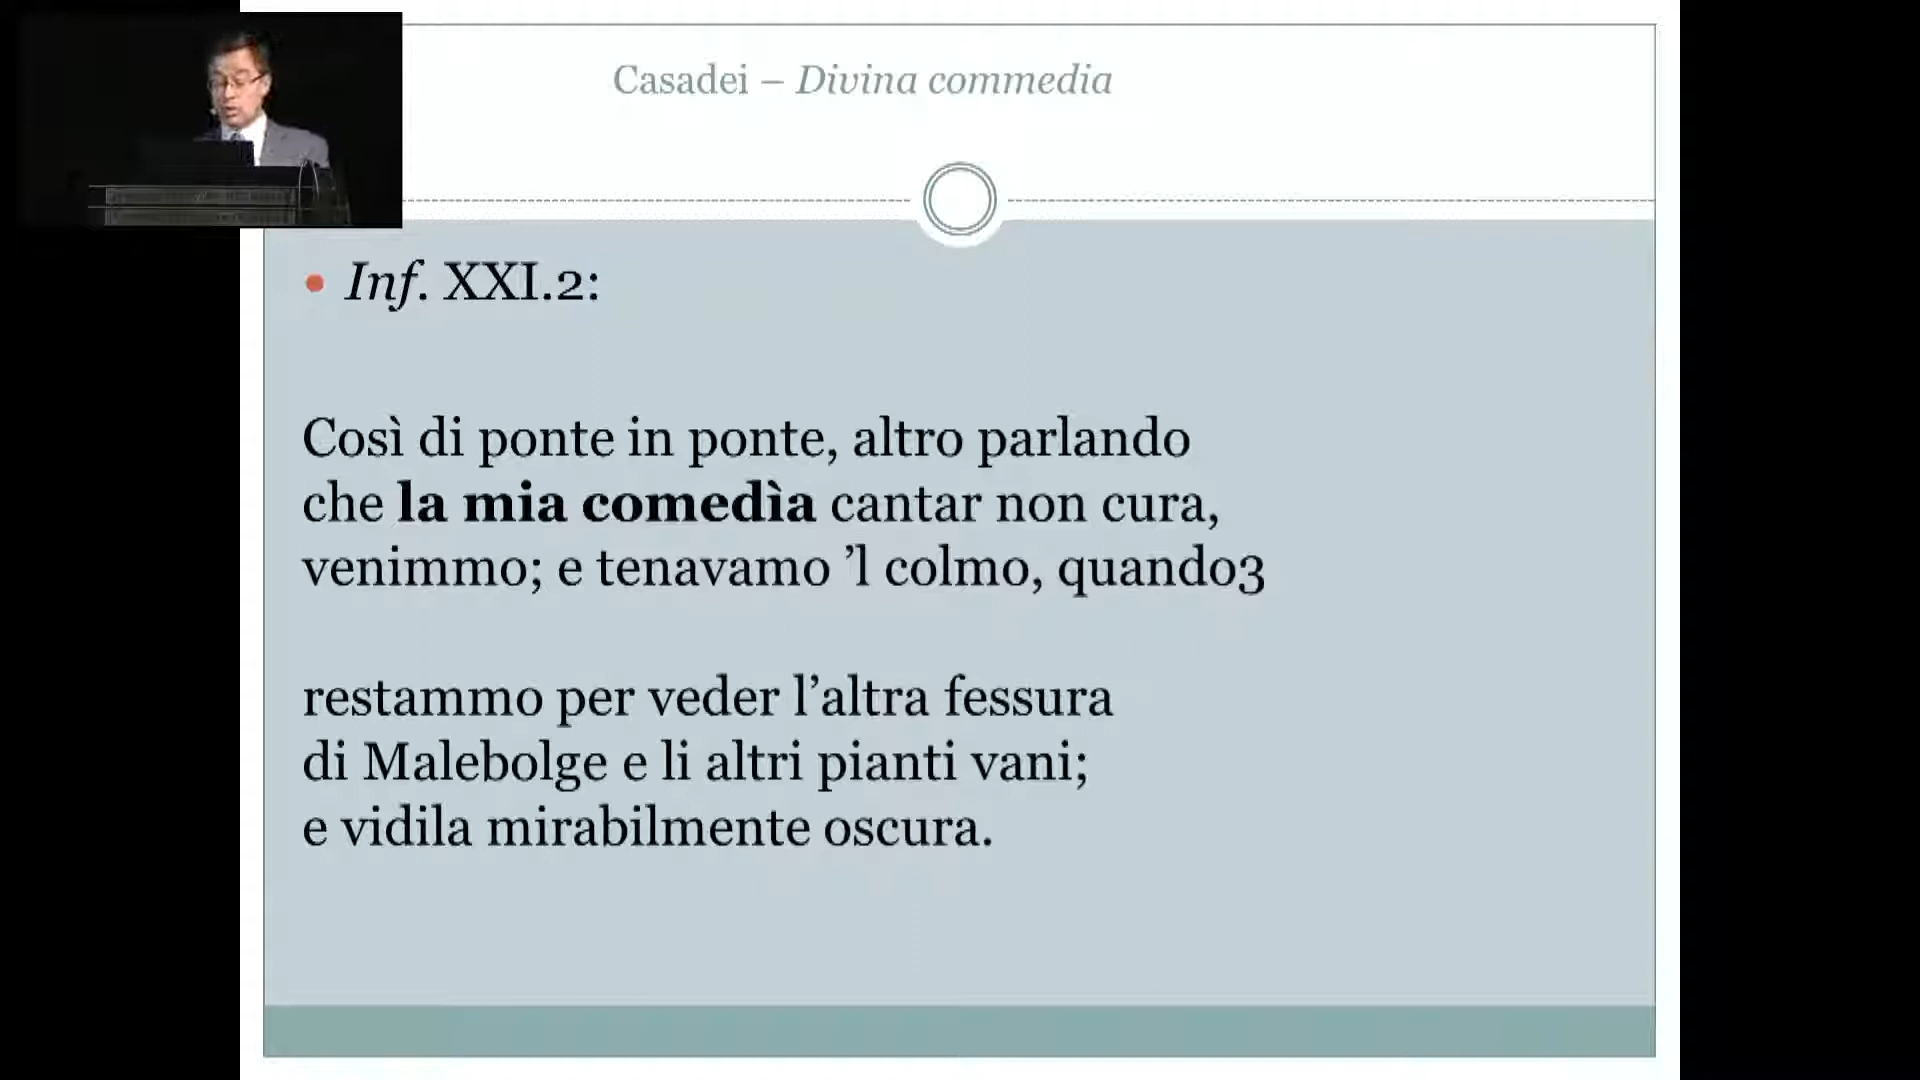 Casadei – Divina commedia
Inf. XXI.2:
Così di ponte in ponte, altro parlando
che la mia comedìa cantar non cura,
venimmo; e tenavamo ’l colmo, quando3
restammo per veder l’altra fessura
di Malebolge e li altri pianti vani;
e vidila mirabilmente oscura.